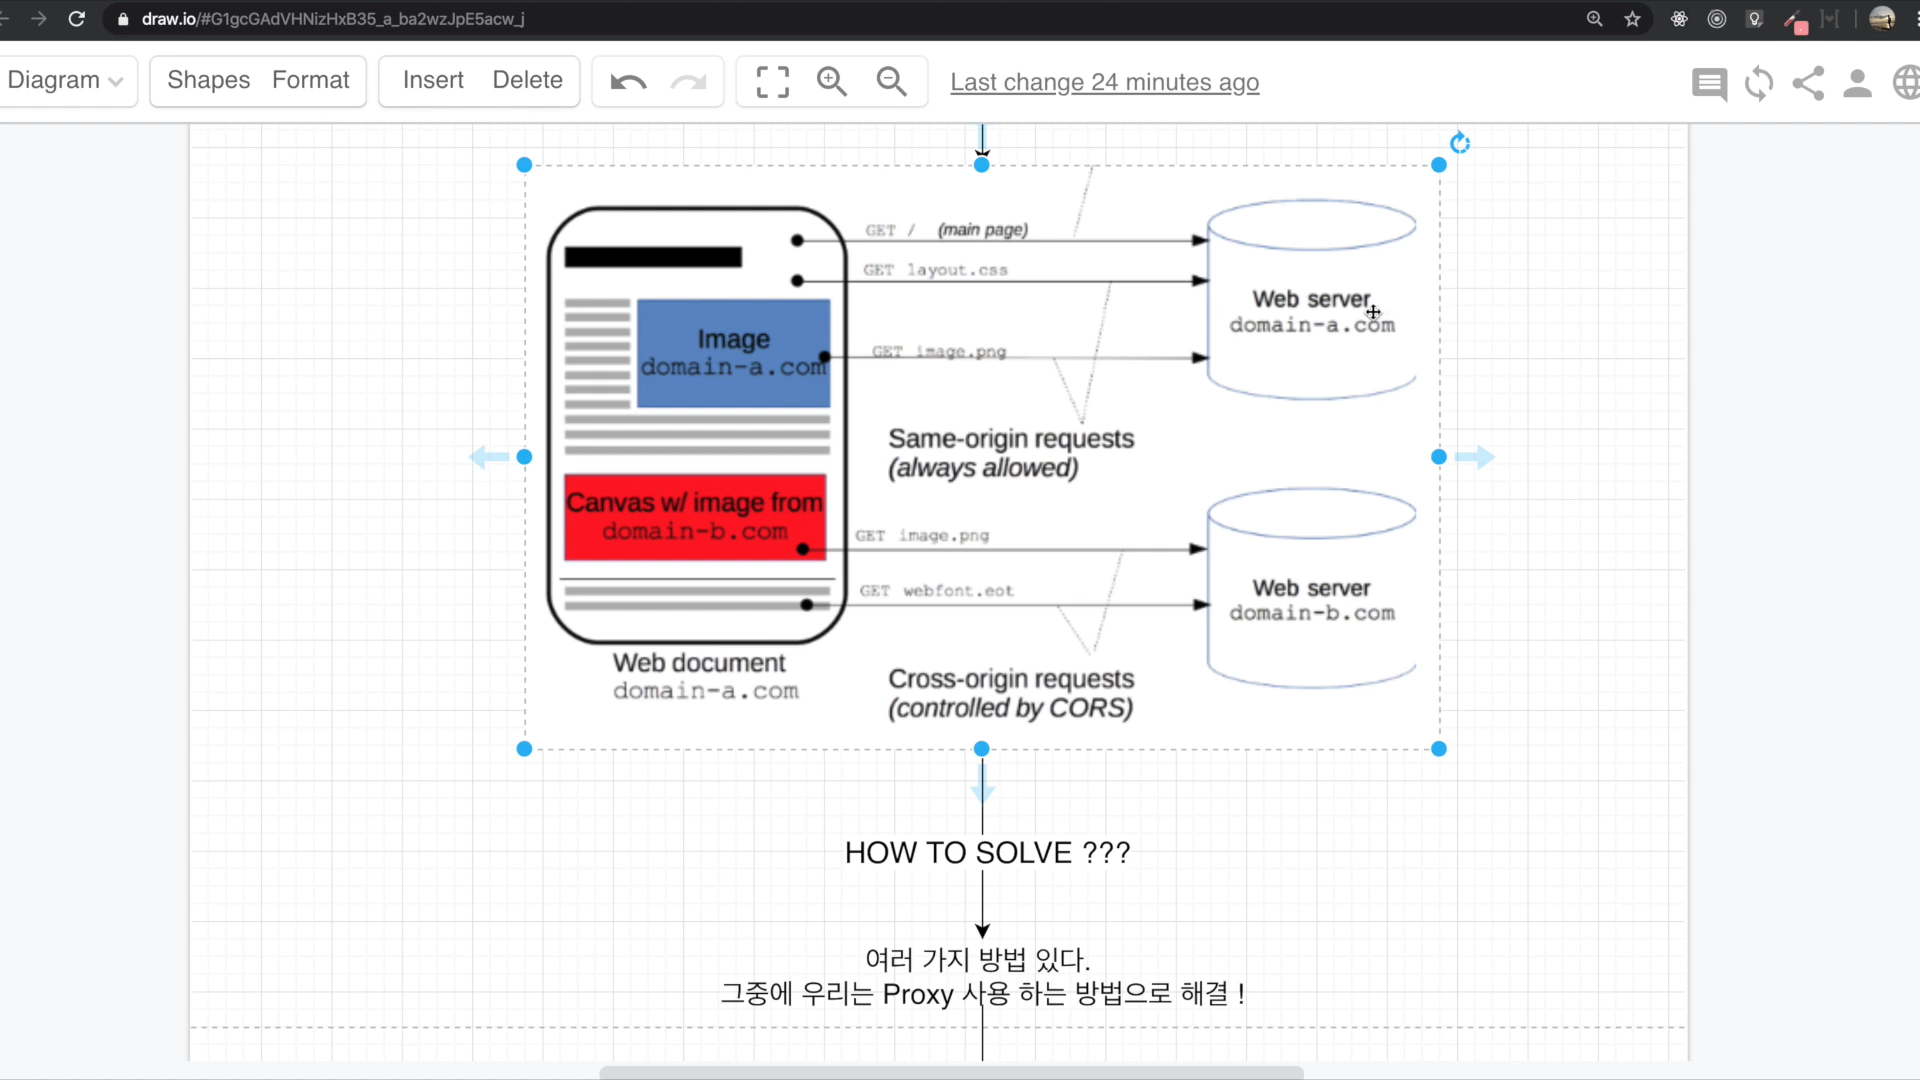 draw.io/#G1gcGAdVHNizHxB35_a_ba2wzJpE5acw_j
Diagram Shapes Format Insert Delete Last change 24 minutes ago
GET / (main page)
GET layout.css
Web server
domain-a.com
Image
domain-a.com
GET image.png
Same-origin requests
(always allowed)
Canvas w/ image from
domain-b.com
GET image.png
GET webfont.eot
Web server
domain-b.com
Web document
domain-a.com
Cross-origin requests
(controlled by CORS)
HOW TO SOLVE ???
여러 가지 방법 있다.
그중에 우리는 Proxy 사용 하는 방법으로 해결 !